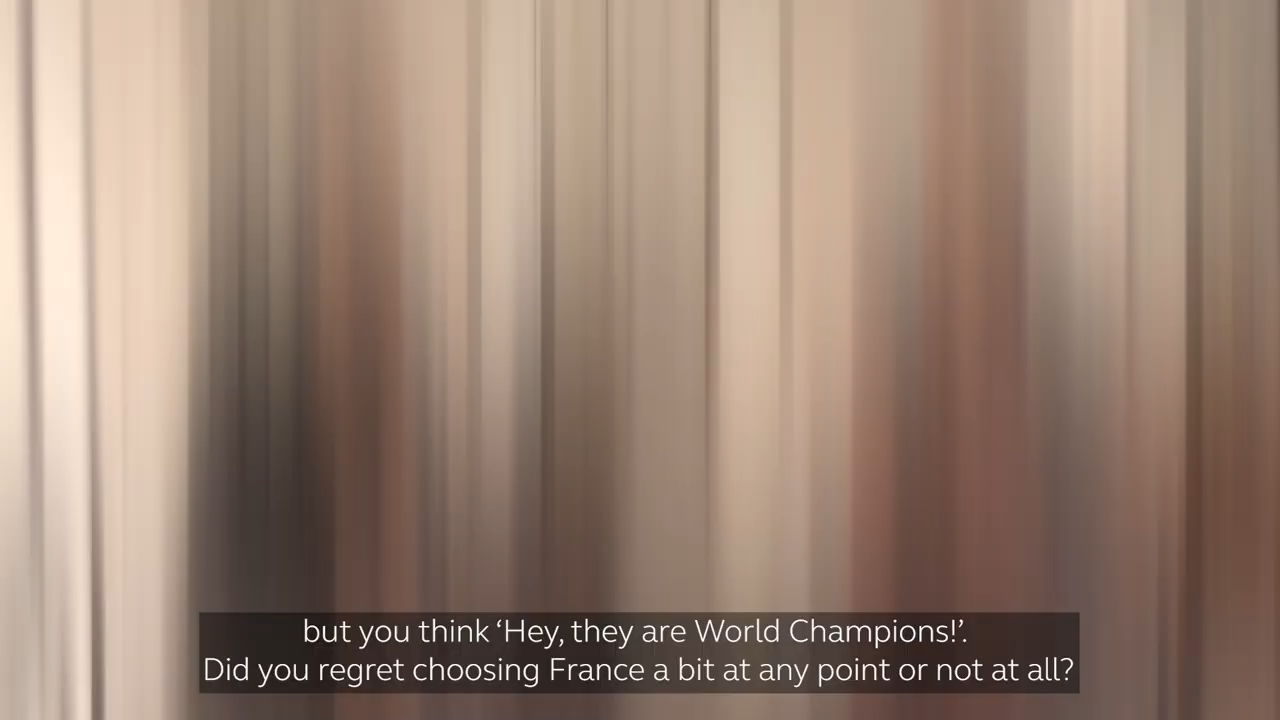 but you think ‘Hey, they are World Champions!’.
Did you regret choosing France a bit at any point or not at all?